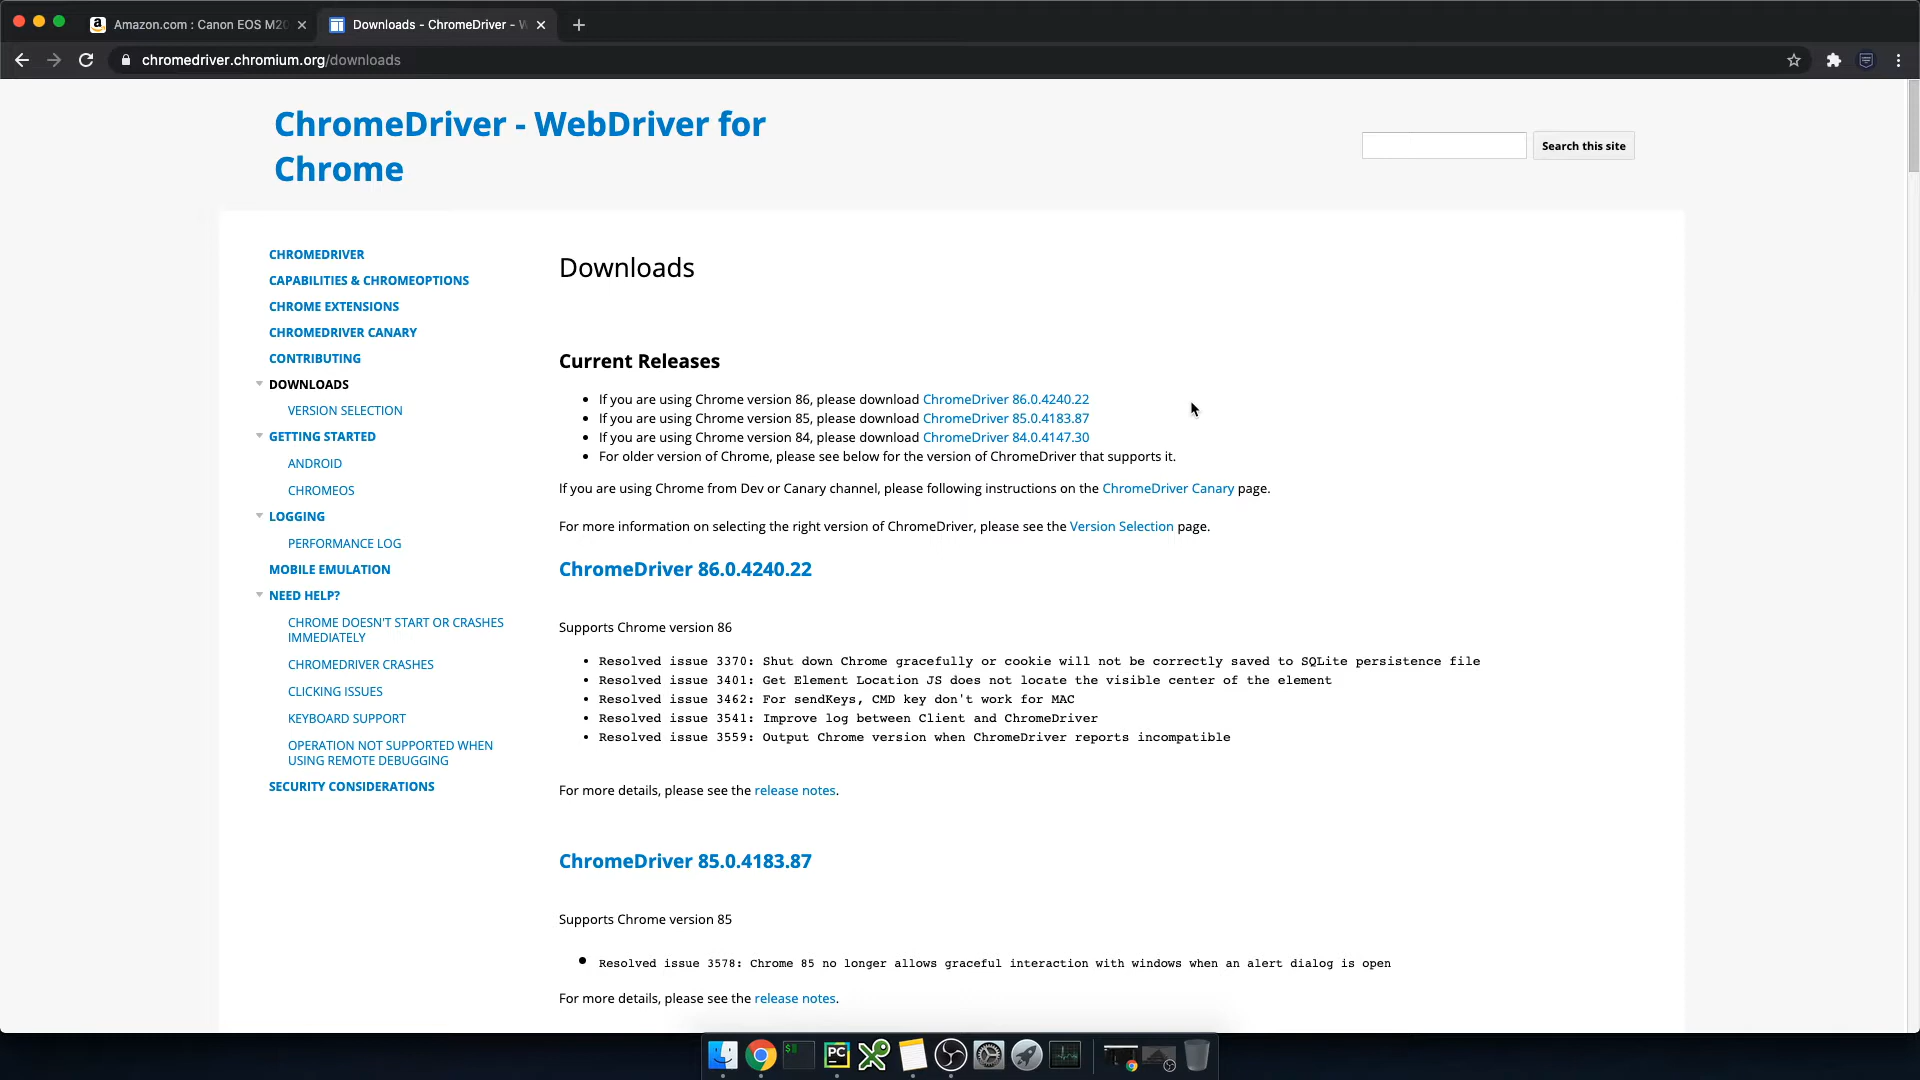 Amazon.com : Canon EOS M20
Downloads - ChromeDriver - W
chromedriver.chromium.org/downloads
ChromeDriver - WebDriver for
Chrome
Search this site
CHROMEDRIVER
CAPABILITIES & CHROMEOPTIONS
CHROME EXTENSIONS
CHROMEDRIVER CANARY
CONTRIBUTING
DOWNLOADS
VERSION SELECTION
GETTING STARTED
ANDROID
CHROMEOS
LOGGING
PERFORMANCE LOG
MOBILE EMULATION
NEED HELP?
CHROME DOESN'T START OR CRASHES
IMMEDIATELY
CHROMEDRIVER CRASHES
CLICKING ISSUES
KEYBOARD SUPPORT
OPERATION NOT SUPPORTED WHEN
USING REMOTE DEBUGGING
SECURITY CONSIDERATIONS
Downloads
Current Releases
If you are using Chrome version 86, please download ChromeDriver 86.0.4240.22
If you are using Chrome version 85, please download ChromeDriver 85.0.4183.87
If you are using Chrome version 84, please download ChromeDriver 84.0.4147.30
For older version of Chrome, please see below for the version of ChromeDriver that supports it.
If you are using Chrome from Dev or Canary channel, please following instructions on the ChromeDriver Canary page.
For more information on selecting the right version of ChromeDriver, please see the Version Selection page.
ChromeDriver 86.0.4240.22
Supports Chrome version 86
Resolved issue 3370: Shut down Chrome gracefully or cookie will not be correctly saved to SQLite persistence file
Resolved issue 3401: Get Element Location JS does not locate the visible center of the element
Resolved issue 3462: For sendKeys, CMD key don't work for MAC
Resolved issue 3541: Improve log between Client and ChromeDriver
Resolved issue 3559: Output Chrome version when ChromeDriver reports incompatible
For more details, please see the release notes.
ChromeDriver 85.0.4183.87
Supports Chrome version 85
Resolved issue 3578: Chrome 85 no longer allows graceful interaction with windows when an alert dialog is open
For more details, please see the release notes.
PC